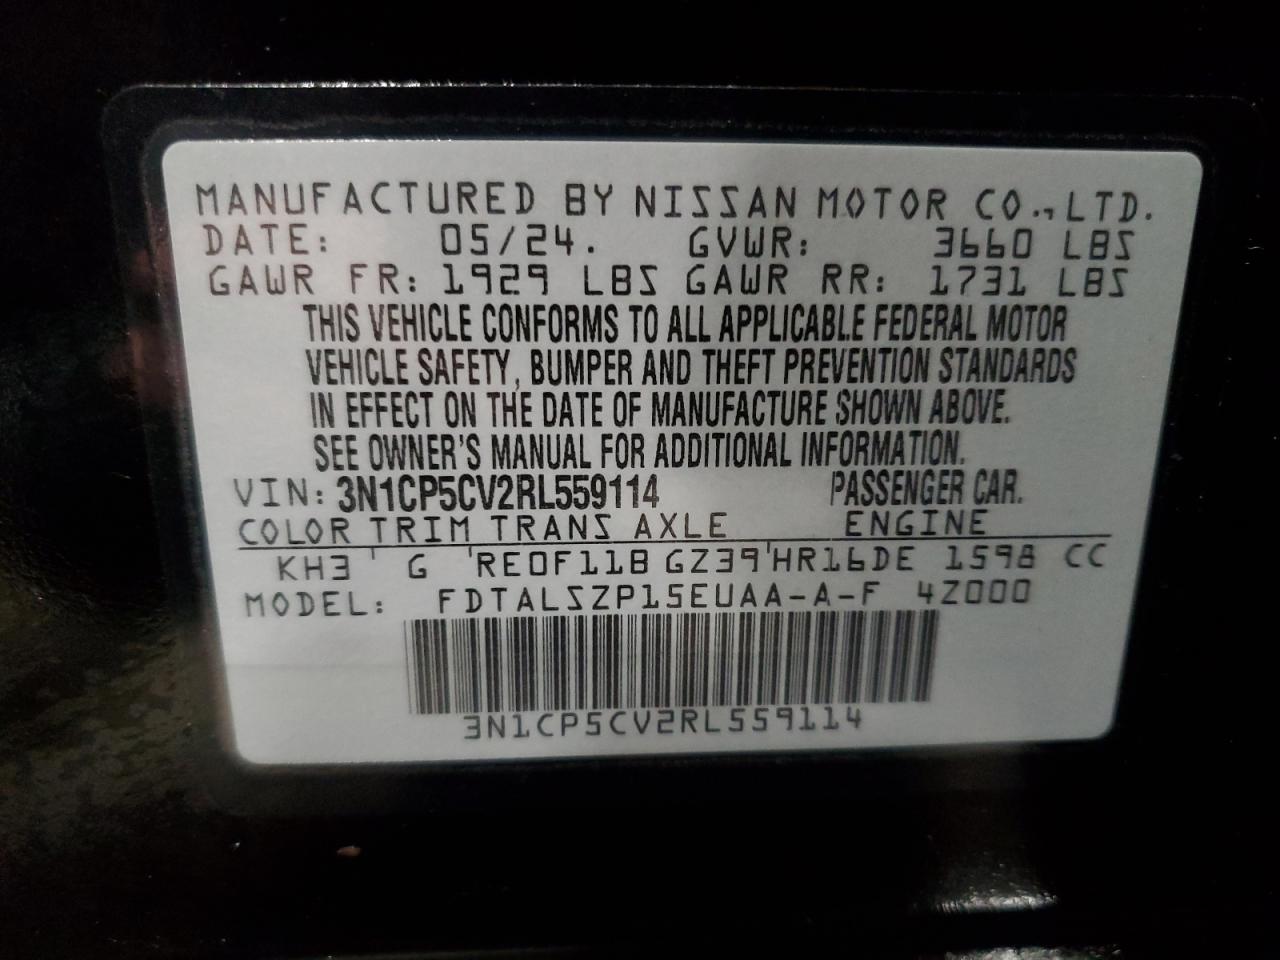 MANUFACTURED BY NISSAN MOTOR CO., LTD.
DATE: 05/24. GVWR: 3660 LBS
GAWR FR: 1929 LBS GAWR RR: 1731 LBS
THIS VEHICLE CONFORMS TO ALL APPLICABLE FEDERAL MOTOR
VEHICLE SAFETY, BUMPER AND THEFT PREVENTION STANDARDS
IN EFFECT ON THE DATE OF MANUFACTURE SHOWN ABOVE.
SEE OWNER'S MANUAL FOR ADDITIONAL INFORMATION.
VIN: 3N1CP5CV2RL559114 PASSENGER CAR.
COLOR TRIM TRANS AXLE ENGINE
KH3 ' G 'RE0F11B GZ39'HR16DE 1598 CC
MODEL: FDTALSZP15EUAA-A-F 4Z000
3N1CP5CV2RL559114